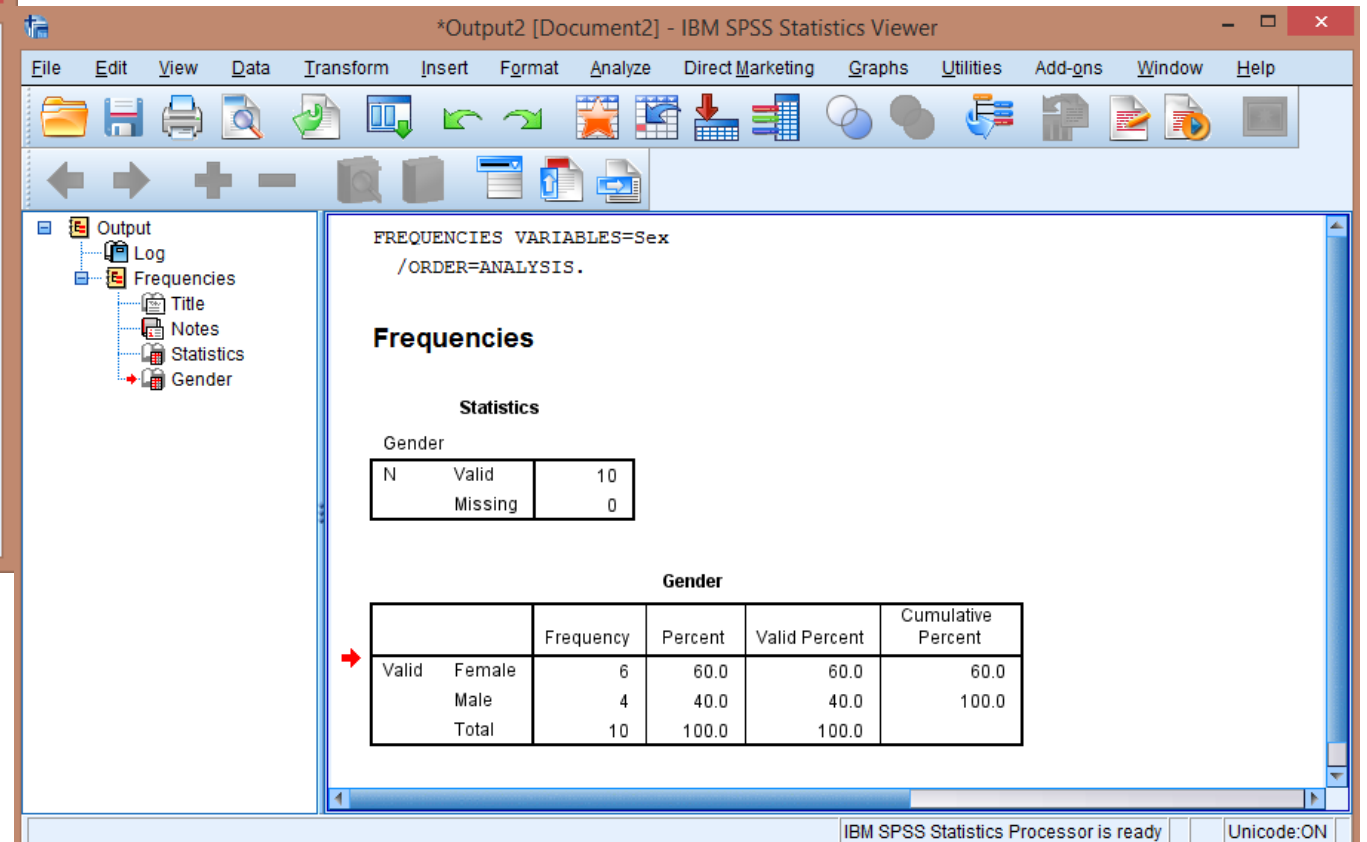 *Output2 [Document2] - IBM SPSS Statistics Viewer
File Edit View Data Transform Insert Format Analyze Direct Marketing Graphs Utilities Add-ons Window Help
Output
Log
Frequencies
Title
Notes
Statistics
Gender
FREQUENCIES VARIABLES=Sex
/ORDER=ANALYSIS.
Frequencies
Statistics
Gender
N Valid 10
Missing 0
Gender
Frequency Percent Valid Percent Cumulative Percent
Valid Female 6 60.0 60.0 60.0
Male 4 40.0 40.0 100.0
Total 10 100.0 100.0
IBM SPSS Statistics Processor is ready Unicode:ON